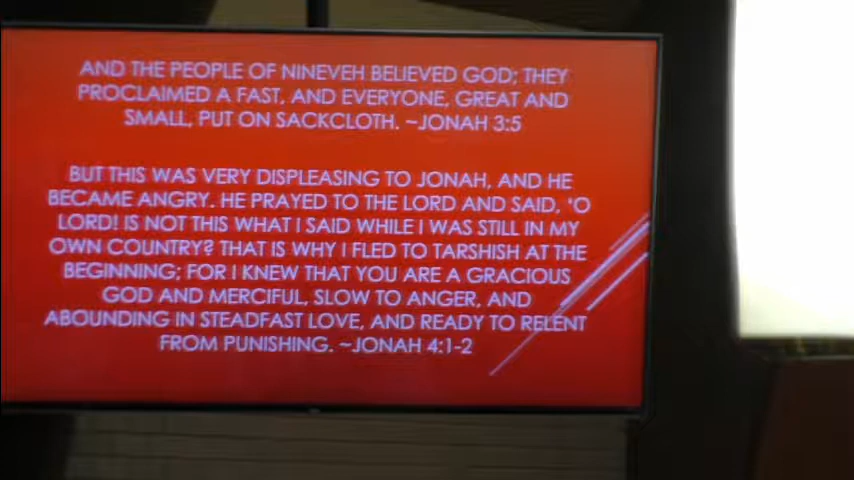 AND THE PEOPLE OF NINEVEH BELIEVED GOD; THEY
PROCLAIMED A FAST, AND EVERYONE, GREAT AND
SMALL, PUT ON SACKCLOTH. ~JONAH 3:5
BUT THIS WAS VERY DISPLEASING TO JONAH, AND HE
BECAME ANGRY. HE PRAYED TO THE LORD AND SAID, 'O
LORD! IS NOT THIS WHAT I SAID WHILE I WAS STILL IN MY
OWN COUNTRY? THAT IS WHY I FLED TO TARSHISH AT THE
BEGINNING; FOR I KNEW THAT YOU ARE A GRACIOUS
GOD AND MERCIFUL, SLOW TO ANGER, AND
ABOUNDING IN STEADFAST LOVE, AND READY TO RELENT
FROM PUNISHING. ~JONAH 4:1-2